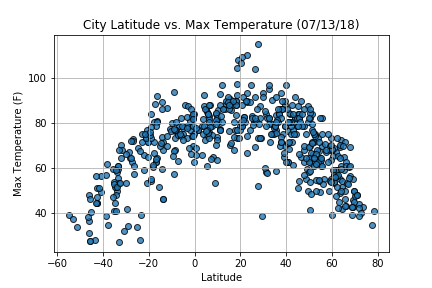 City Latitude vs. Max Temperature (07/13/18)
Max Temperature (F)
100
80
60
40
−60 −40 −20 0 20 40 60 80
Latitude